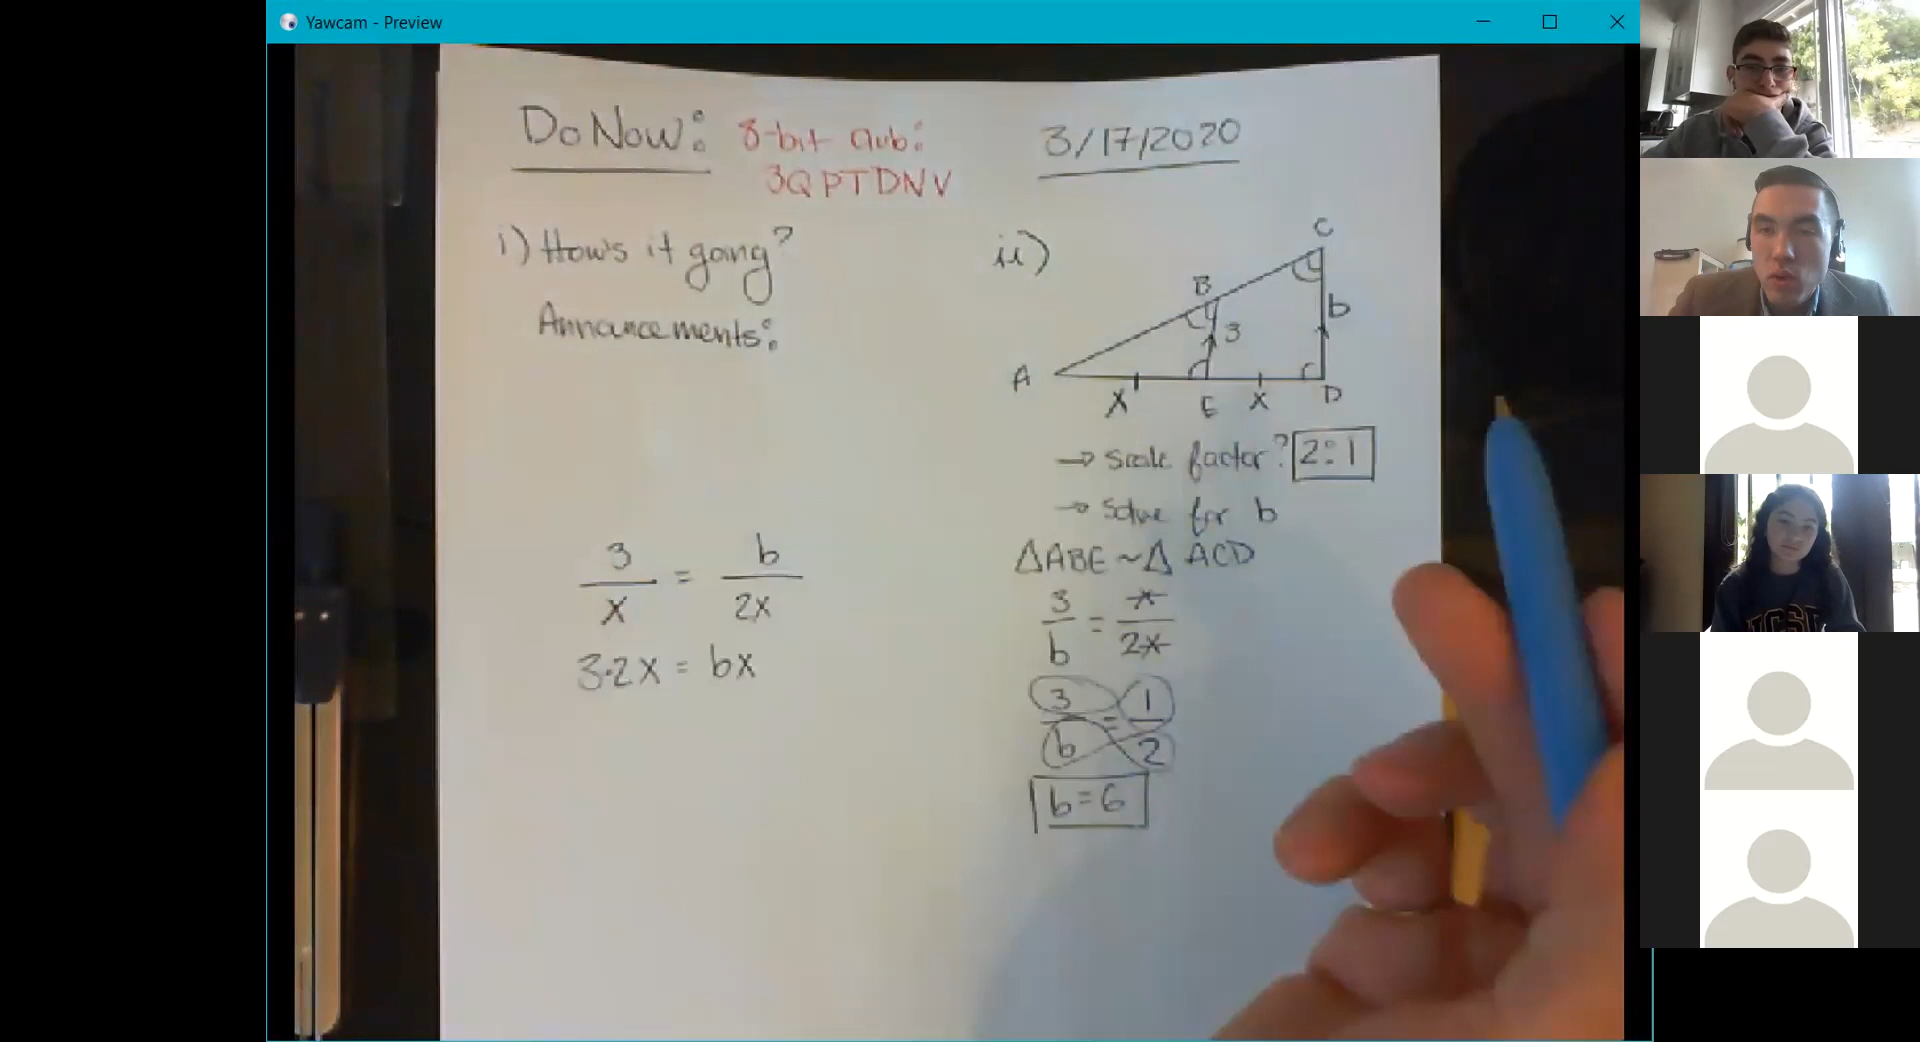 Yawcam - Preview
Do Now:
8-bit club:
3QPTDNV
3/17/2020
i) How's it going?
Announcements:
3/x = b/2x
3·2x = bx
ii)
C
B
b
3
A
X
E
X
D
→ Scale factor? 2:1
→ Solve for b
△ABE ~ △ ACD
3/b = x/2x
3/b = 1/2
b = 6
UCSD